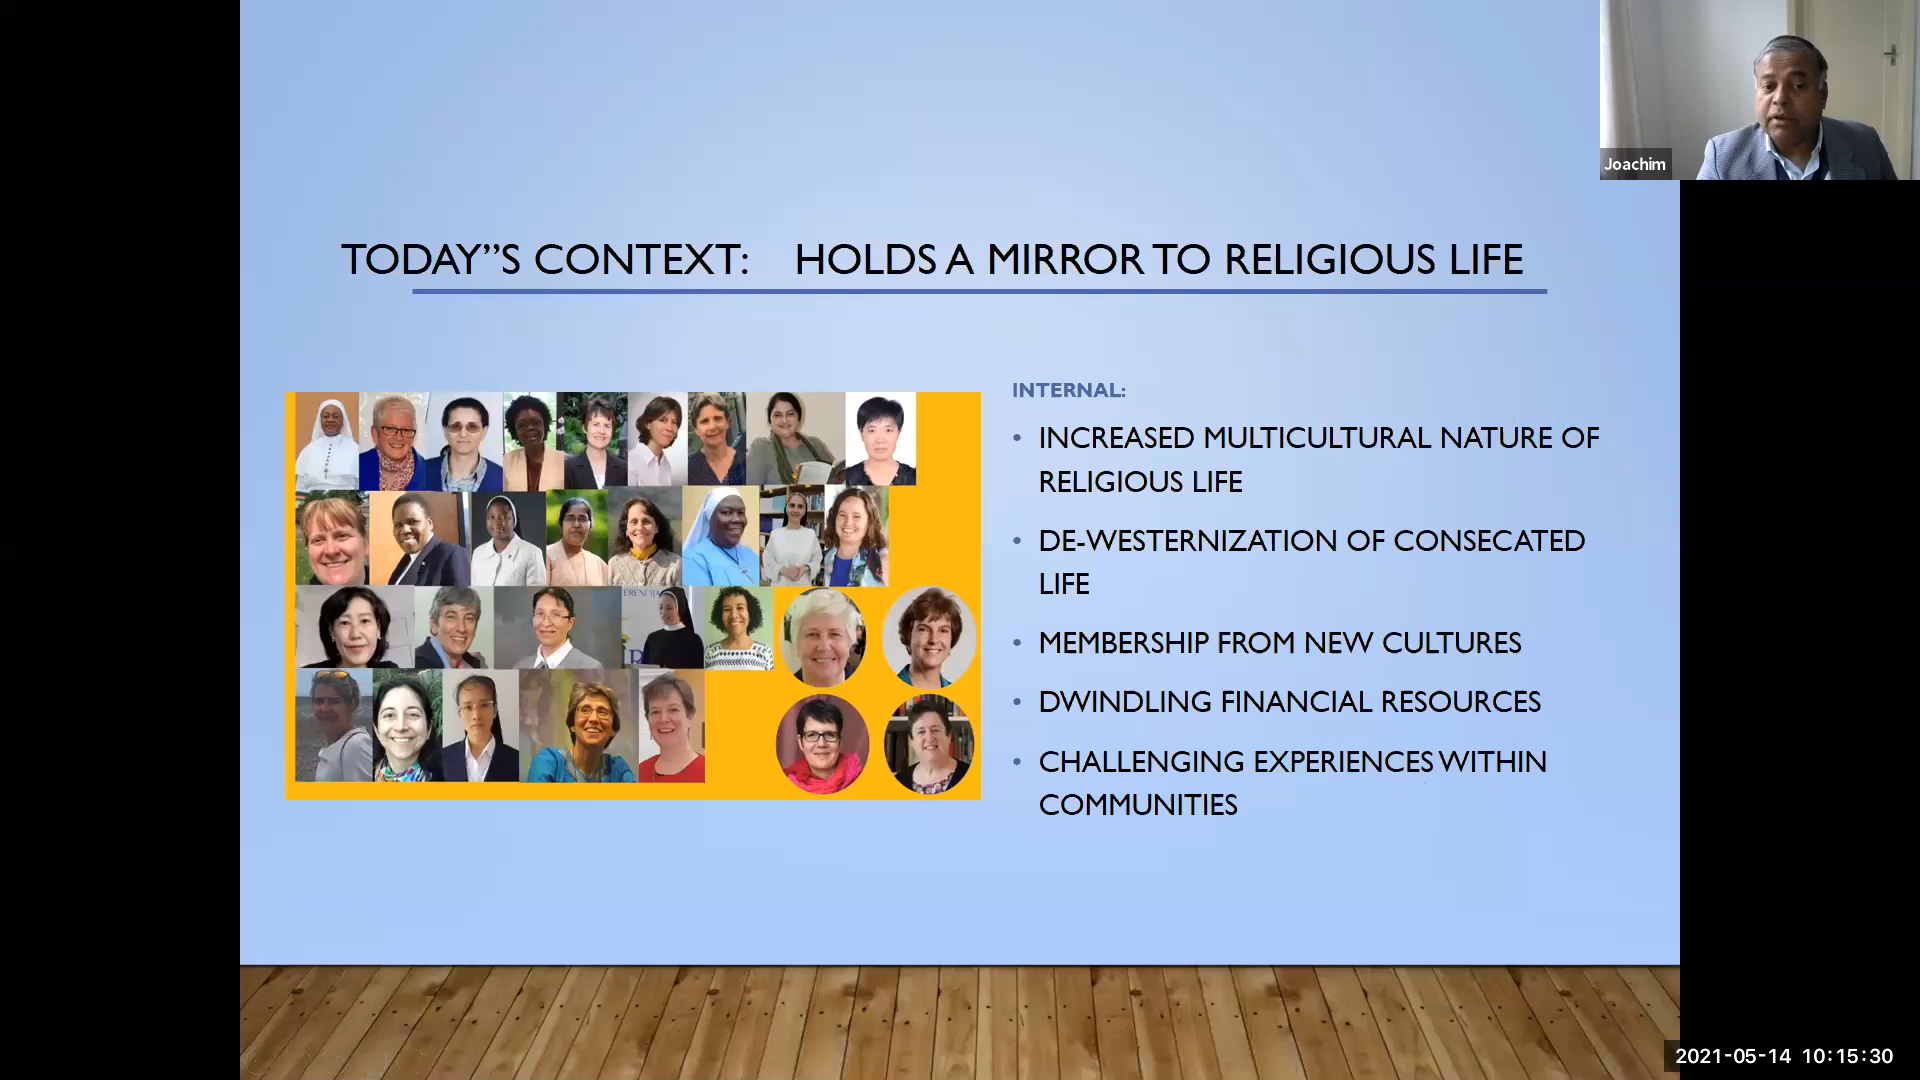 Joachim
TODAY”S CONTEXT: HOLDS A MIRROR TO RELIGIOUS LIFE
INTERNAL:
• INCREASED MULTICULTURAL NATURE OF
RELIGIOUS LIFE
• DE-WESTERNIZATION OF CONSECATED
LIFE
• MEMBERSHIP FROM NEW CULTURES
• DWINDLING FINANCIAL RESOURCES
• CHALLENGING EXPERIENCES WITHIN
COMMUNITIES
2021-05-14 10:15:30